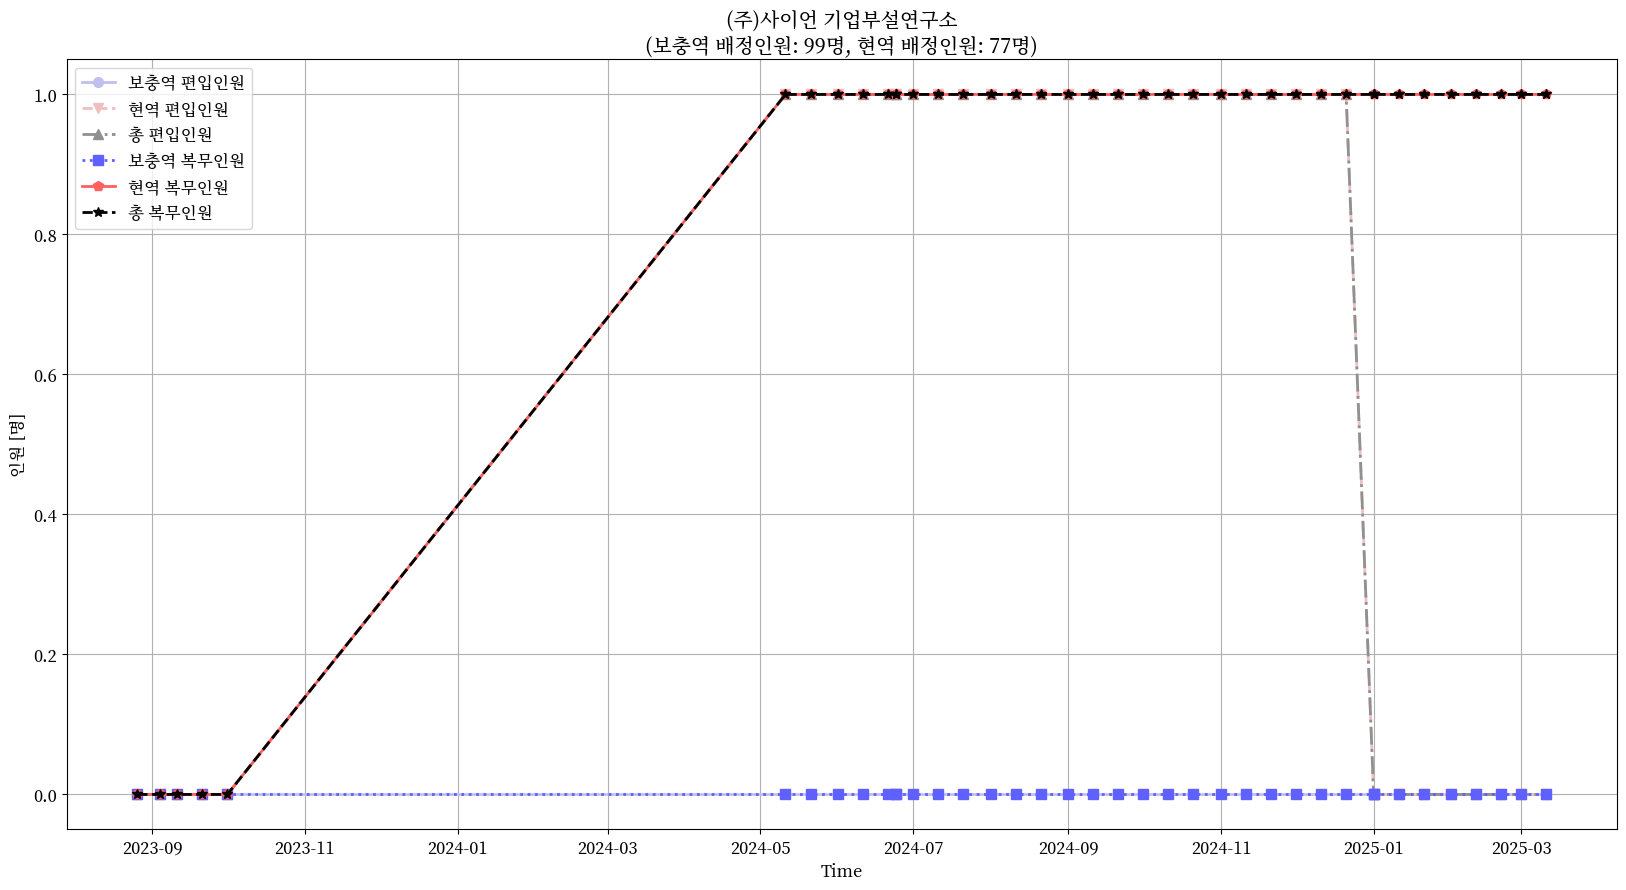 (주)사이언 기업부설연구소
(보충역 배정인원: 99명, 현역 배정인원: 77명)
보충역 편입인원
현역 편입인원
총 편입인원
보충역 복무인원
현역 복무인원
총 복무인원
인원 [명]
1.0
0.8
0.6
0.4
0.2
0.0
2023-09 2023-11 2024-01 2024-03 2024-05 2024-07 2024-09 2024-11 2025-01 2025-03
Time